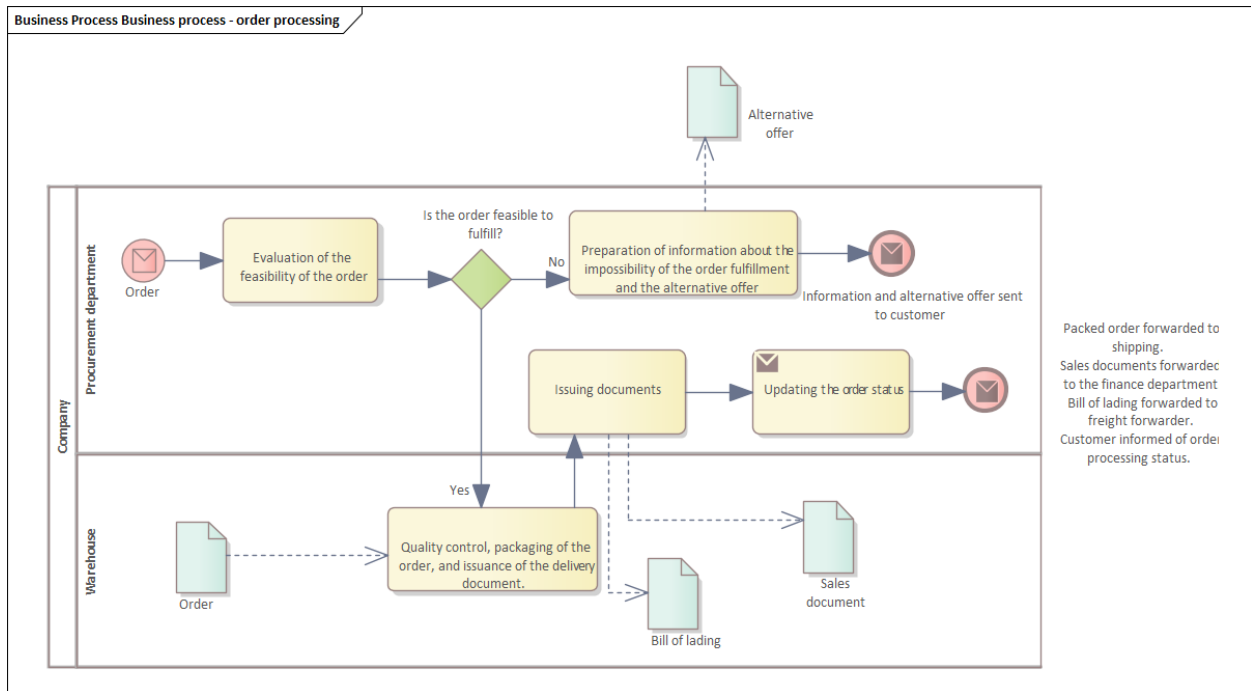 Business Process Business process - order processing
Alternative
offer
Company
Procurement department
Order
Evaluation of the
feasibility of the order
Is the order feasible to
fulfill?
No
Preparation of information about the
impossibility of the order fulfillment
and the alternative offer
Information and alternative offer sent
to customer
Issuing documents
Updating the order status
Packed order forwarded to
shipping.
Sales documents forwarded
to the finance department
Bill of lading forwarded to
freight forwarder.
Customer informed of order
processing status.
Warehouse
Yes
Order
Quality control, packaging of the
order, and issuance of the delivery
document.
Bill of lading
Sales
document